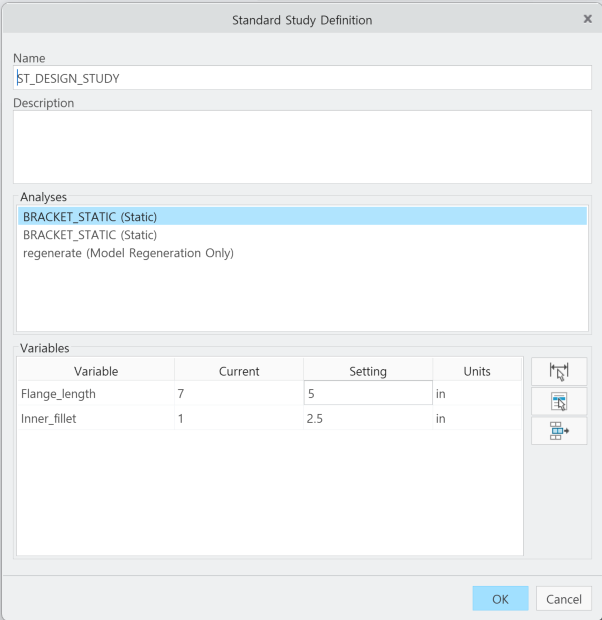 Standard Study Definition
x
Name
ST_DESIGN_STUDY
Description
Analyses
BRACKET_STATIC (Static)
BRACKET_STATIC (Static)
regenerate (Model Regeneration Only)
Variables
Variable Current Setting Units
Flange_length 7 5 in
Inner_fillet 1 2.5 in
OK Cancel